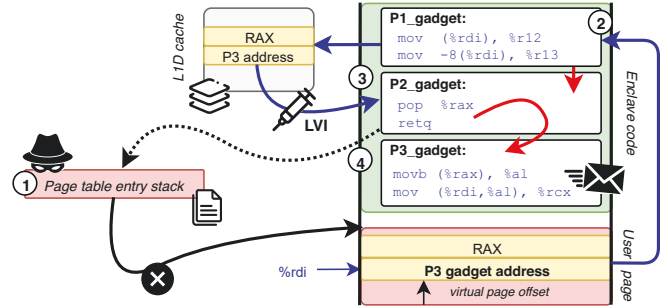 L1D cache
RAX
P3 address
LVI
1
Page table entry stack
P1_gadget:
mov (%rdi), %r12
mov -8(%rdi), %r13
2
3
P2_gadget:
pop %rax
retq
4
P3_gadget:
movb (%rax), %al
mov (%rdi,%al), %rcx
Enclave code
RAX
%rdi
P3 gadget address
virtual page offset
User page